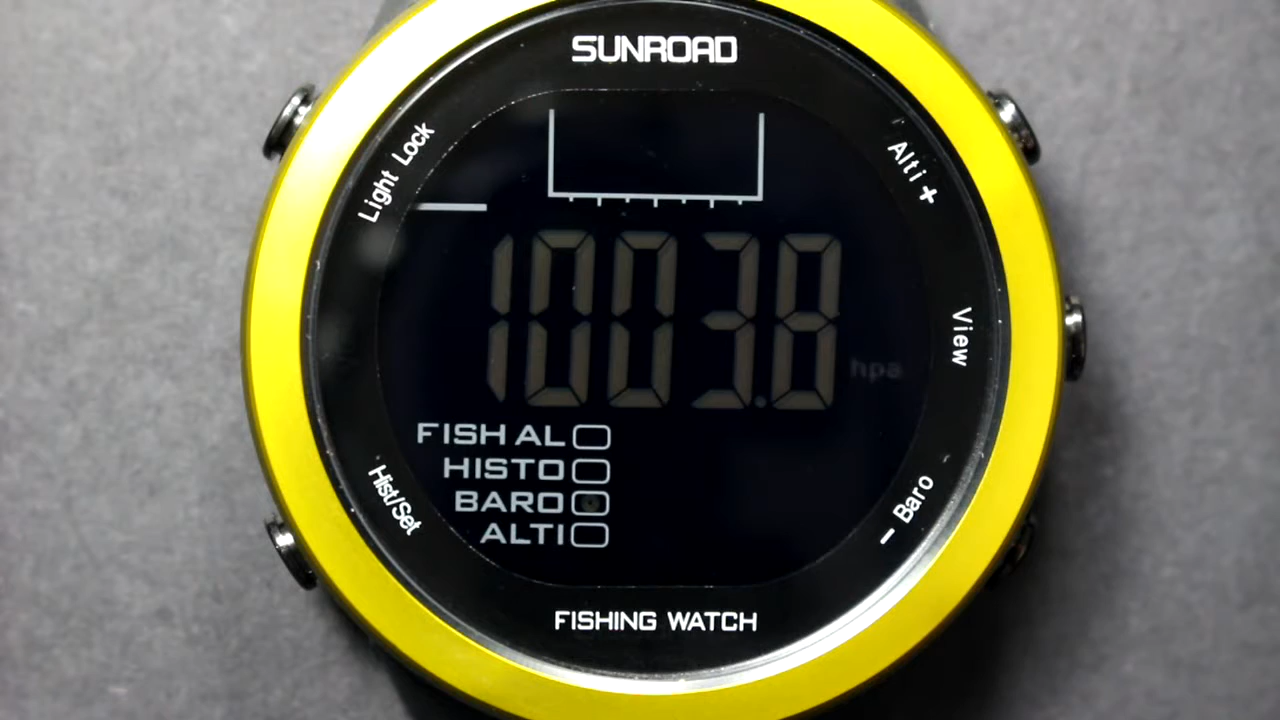 SUNROAD
Light Lock
Alti +
1003.8
hpa
View
FISH AL
HISTO
BARO
ALTI
Hist/Set
− Baro
FISHING WATCH